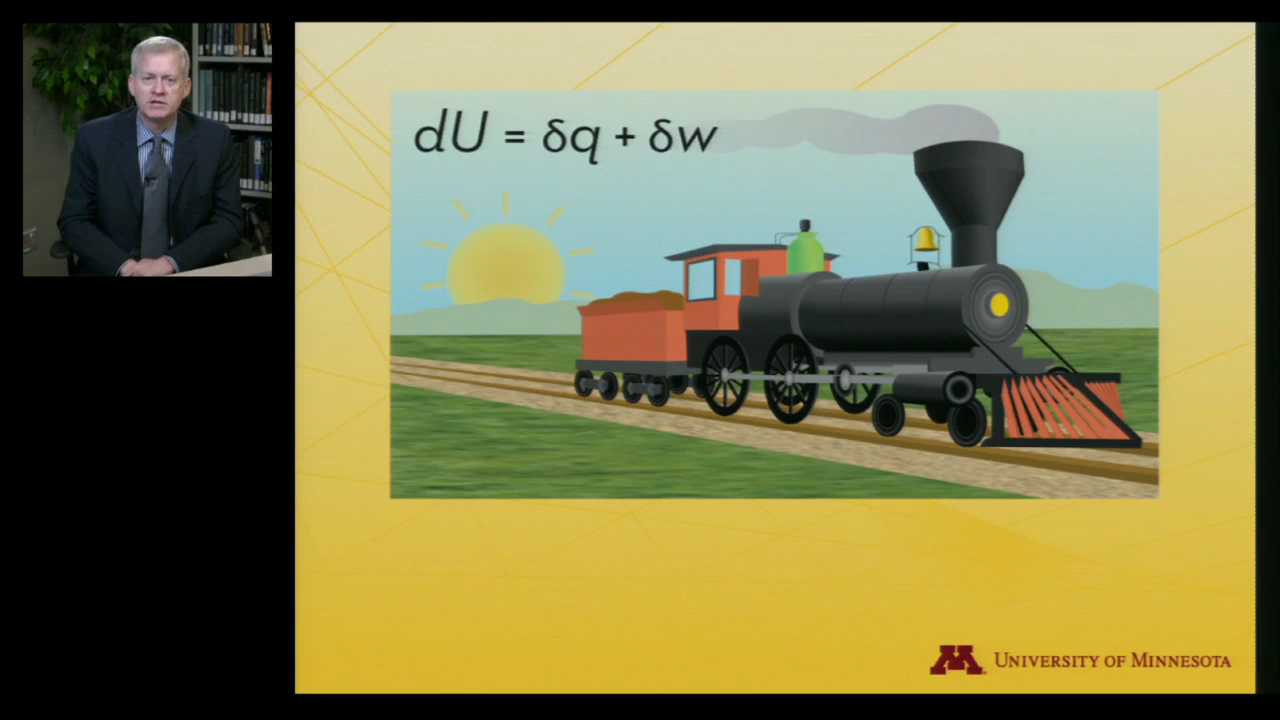 dU = δq + δw
UNIVERSITY OF MINNESOTA